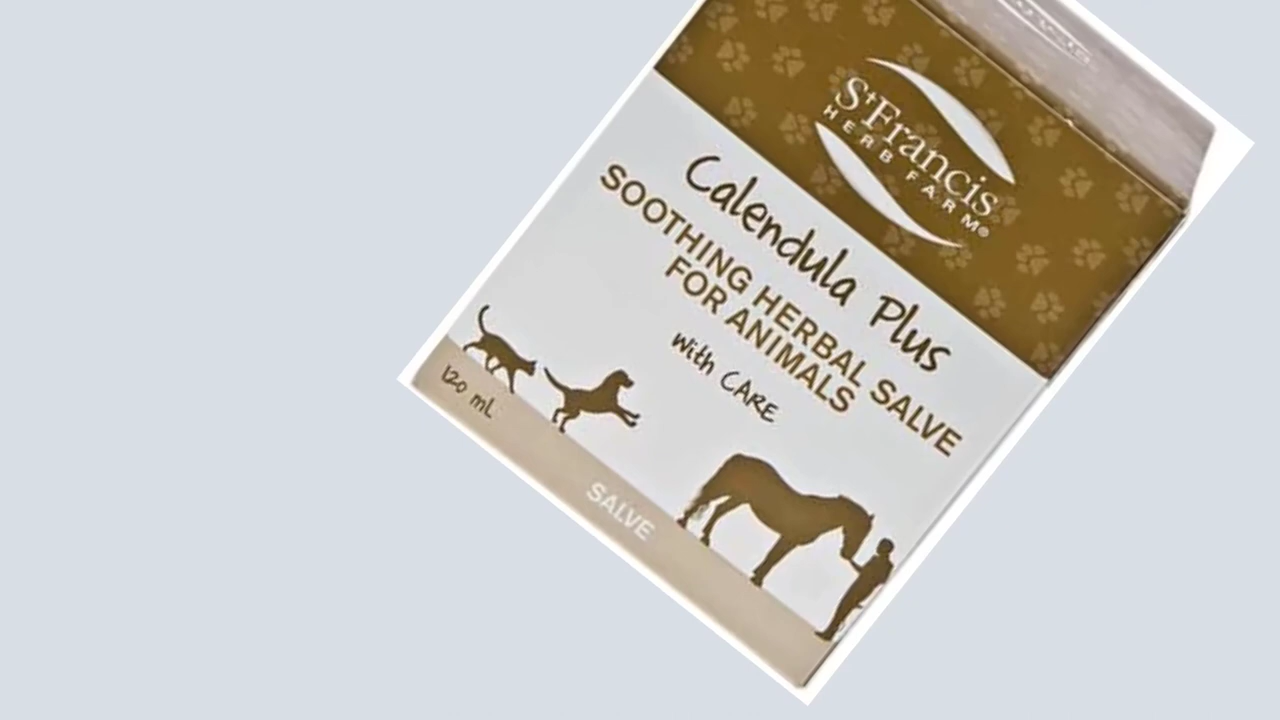 St Francis
HERB FARM®
Calendula Plus
SOOTHING HERBAL SALVE
FOR ANIMALS
with CARE
120 mL
SALVE